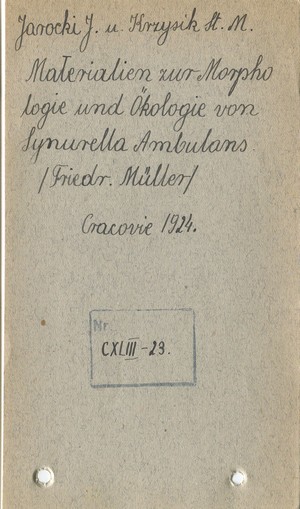 Jarocki J. u. Krzysik St. M.
Materialien zur Morpho
logie und Ökologie von
Synurella Ambulans
/Friedr. Müller/
Cracovie 1924.
Nr.
CXLIII-23.